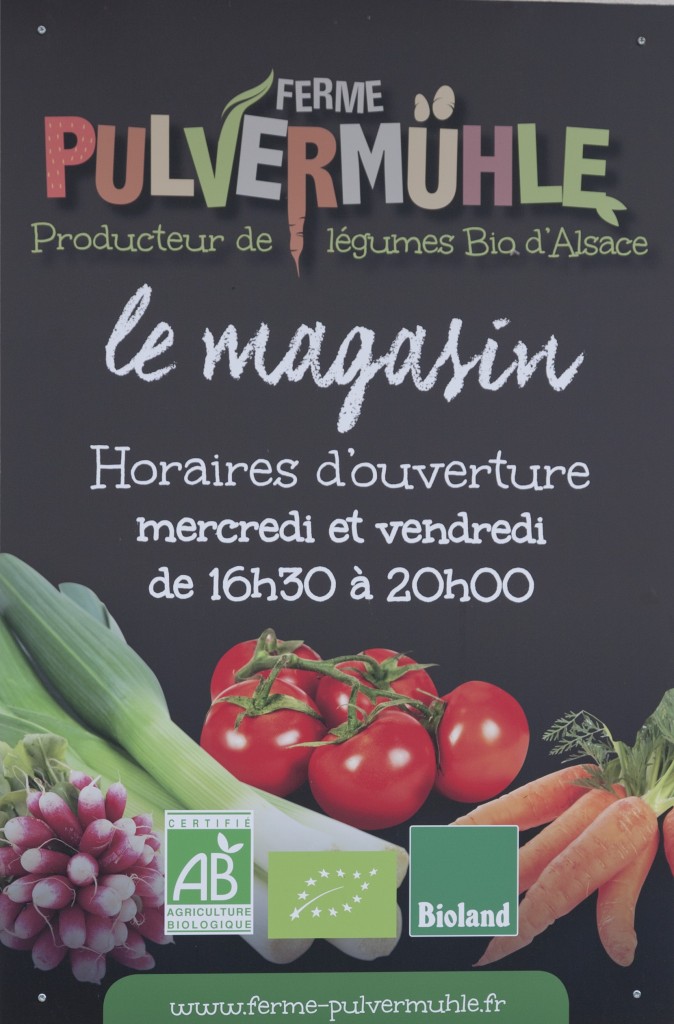 FERME
PULVERMÜHLE
Producteur de légumes Bio d'Alsace
le magasin
Horaires d'ouverture
mercredi et vendredi
de 16h30 à 20h00
CERTIFIÉ
AB
AGRICULTURE
BIOLOGIQUE
Bioland
www.ferme-pulvermuhle.fr